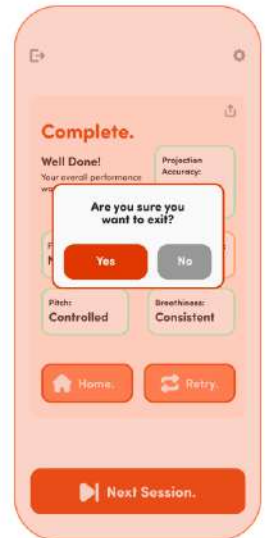 Complete.
Well Done!
Your overall performance
Projection
Accuracy:
Are you sure you
want to exit?
Yes
No
Pitch:
Controlled
Breathiness:
Consistent
Home.
Retry.
Next Session.